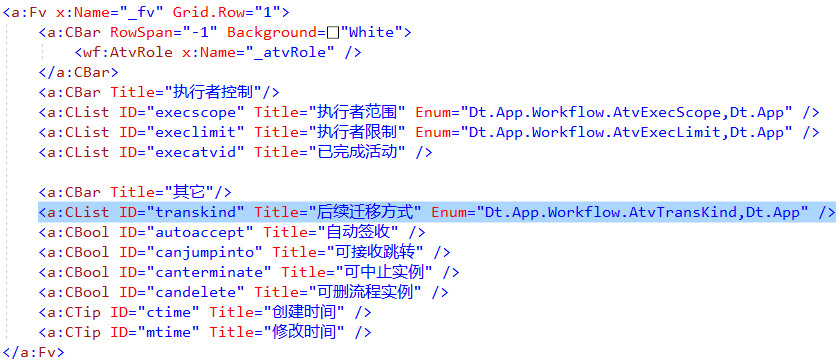 <a:Fv x:Name="_fv" Grid.Row="1">
<a:CBar RowSpan="-1" Background="White">
<wf:AtvRole x:Name="_atvRole" />
</a:CBar>
<a:CBar Title="执行者控制"/>
<a:CList ID="execscope" Title="执行者范围" Enum="Dt.App.Workflow.AtvExecScope,Dt.App" />
<a:CList ID="execlimit" Title="执行者限制" Enum="Dt.App.Workflow.AtvExecLimit,Dt.App" />
<a:CList ID="execatvid" Title="已完成活动" />
<a:CBar Title="其它"/>
<a:CList ID="transkind" Title="后续迁移方式" Enum="Dt.App.Workflow.AtvTransKind,Dt.App" />
<a:CBool ID="autoaccept" Title="自动签收" />
<a:CBool ID="canjumpinto" Title="可接收跳转" />
<a:CBool ID="canterminate" Title="可中止实例" />
<a:CBool ID="candelete" Title="可删流程实例" />
<a:CTip ID="ctime" Title="创建时间" />
<a:CTip ID="mtime" Title="修改时间" />
</a:Fv>